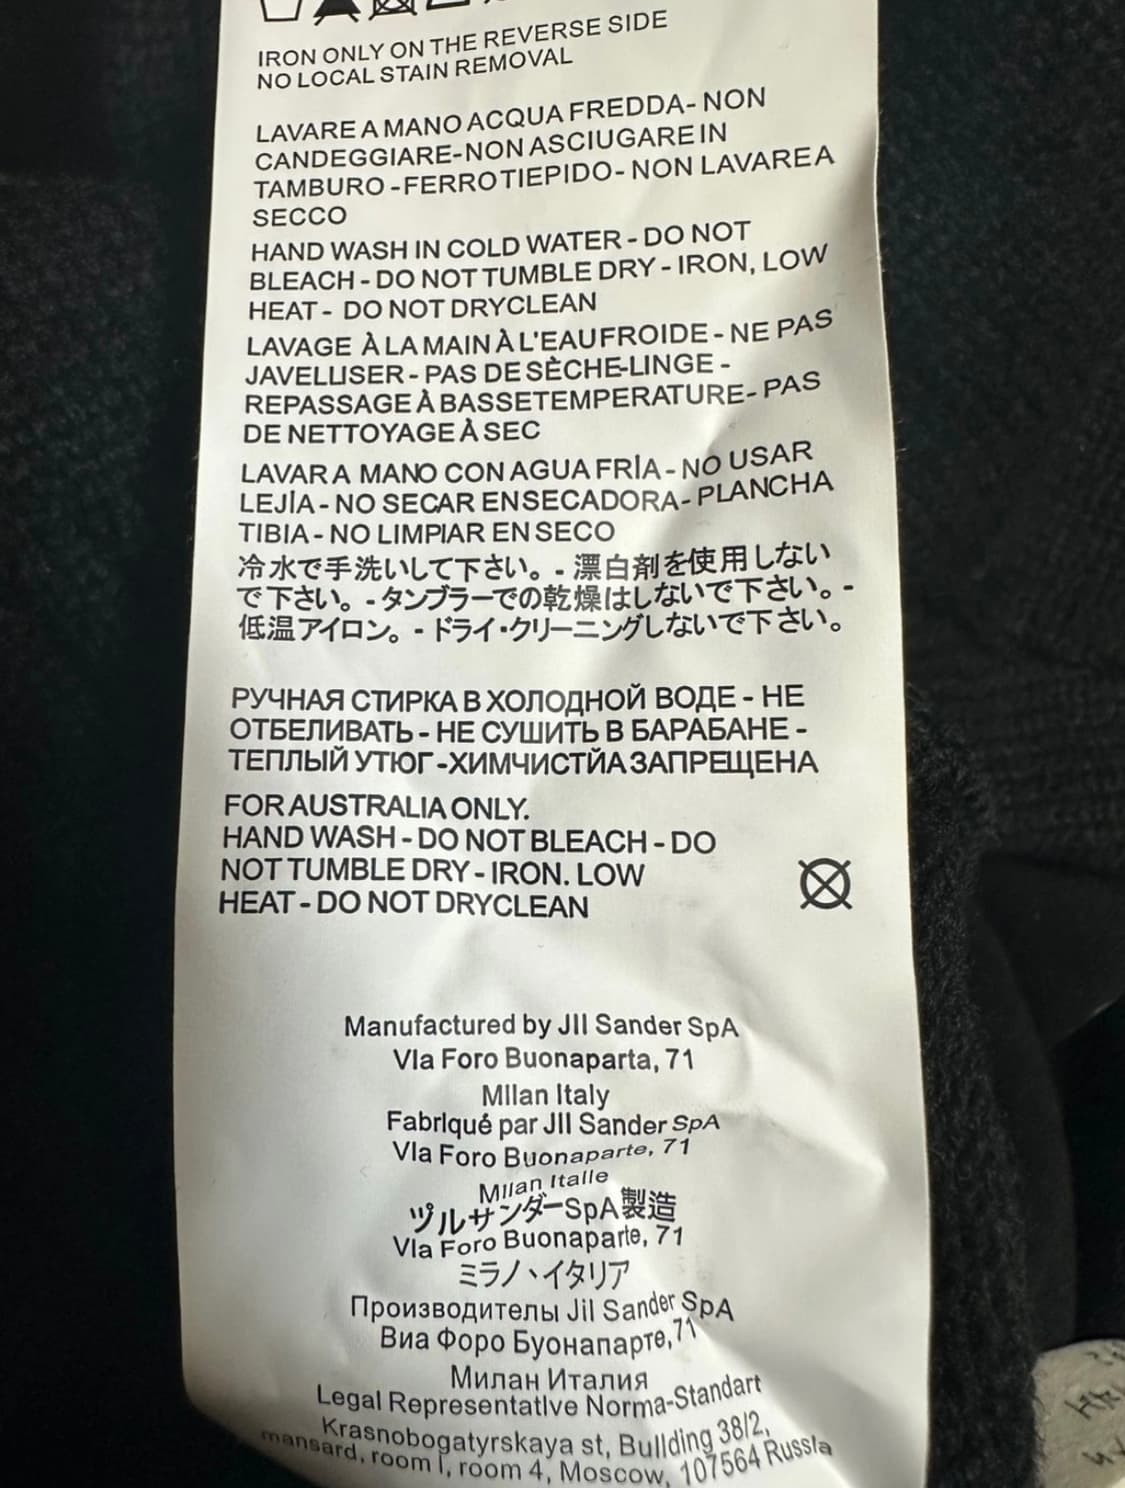 IRON ONLY ON THE REVERSE SIDE
NO LOCAL STAIN REMOVAL
LAVARE A MANO ACQUA FREDDA- NON
CANDEGGIARE-NON ASCIUGARE IN
TAMBURO -FERRO TIEPIDO- NON LAVARE A
SECCO
HAND WASH IN COLD WATER - DO NOT
BLEACH - DO NOT TUMBLE DRY - IRON, LOW
HEAT - DO NOT DRYCLEAN
LAVAGE À LA MAIN À L'EAU FROIDE - NE PAS
JAVELLISER - PAS DE SÈCHE-LINGE -
REPASSAGE À BASSE TEMPERATURE- PAS
DE NETTOYAGE À SEC
LAVAR A MANO CON AGUA FRÍA - NO USAR
LEJÍA - NO SECAR EN SECADORA- PLANCHA
TIBIA - NO LIMPIAR EN SECO
冷水で手洗いして下さい。- 漂白剤を使用しない
で下さい。- タンブラーでの乾燥はしないで下さい。-
低温アイロン。- ドライ・クリーニングしないで下さい。
РУЧНАЯ СТИРКА В ХОЛОДНОЙ ВОДЕ - НЕ
ОТБЕЛИВАТЬ - НЕ СУШИТЬ В БАРАБАНЕ -
ТЕПЛЫЙ УТЮГ -ХИМЧИСТЙА ЗАПРЕЩЕНА
FOR AUSTRALIA ONLY.
HAND WASH - DO NOT BLEACH - DO
NOT TUMBLE DRY - IRON. LOW
HEAT - DO NOT DRYCLEAN
Manufactured by JIl Sander SpA
VIa Foro Buonaparta, 71
MIlan Italy
FabrIqué par JIl Sander SpA
VIa Foro Buonaparte, 71
MIlan ItalIe
ヅルサンダーSpA製造
VIa Foro Buonaparte, 71
ミラノ、イタリア
Производитeлы Jil Sander SpA
Виа Форо Буонапарте,71
Милан Италия
Legal RepresentatIve Norma-Standart
Krasnobogatyrskaya st, BuIldIng 38/2,
mansard, room I, room 4, Moscow, 107564 RussIa